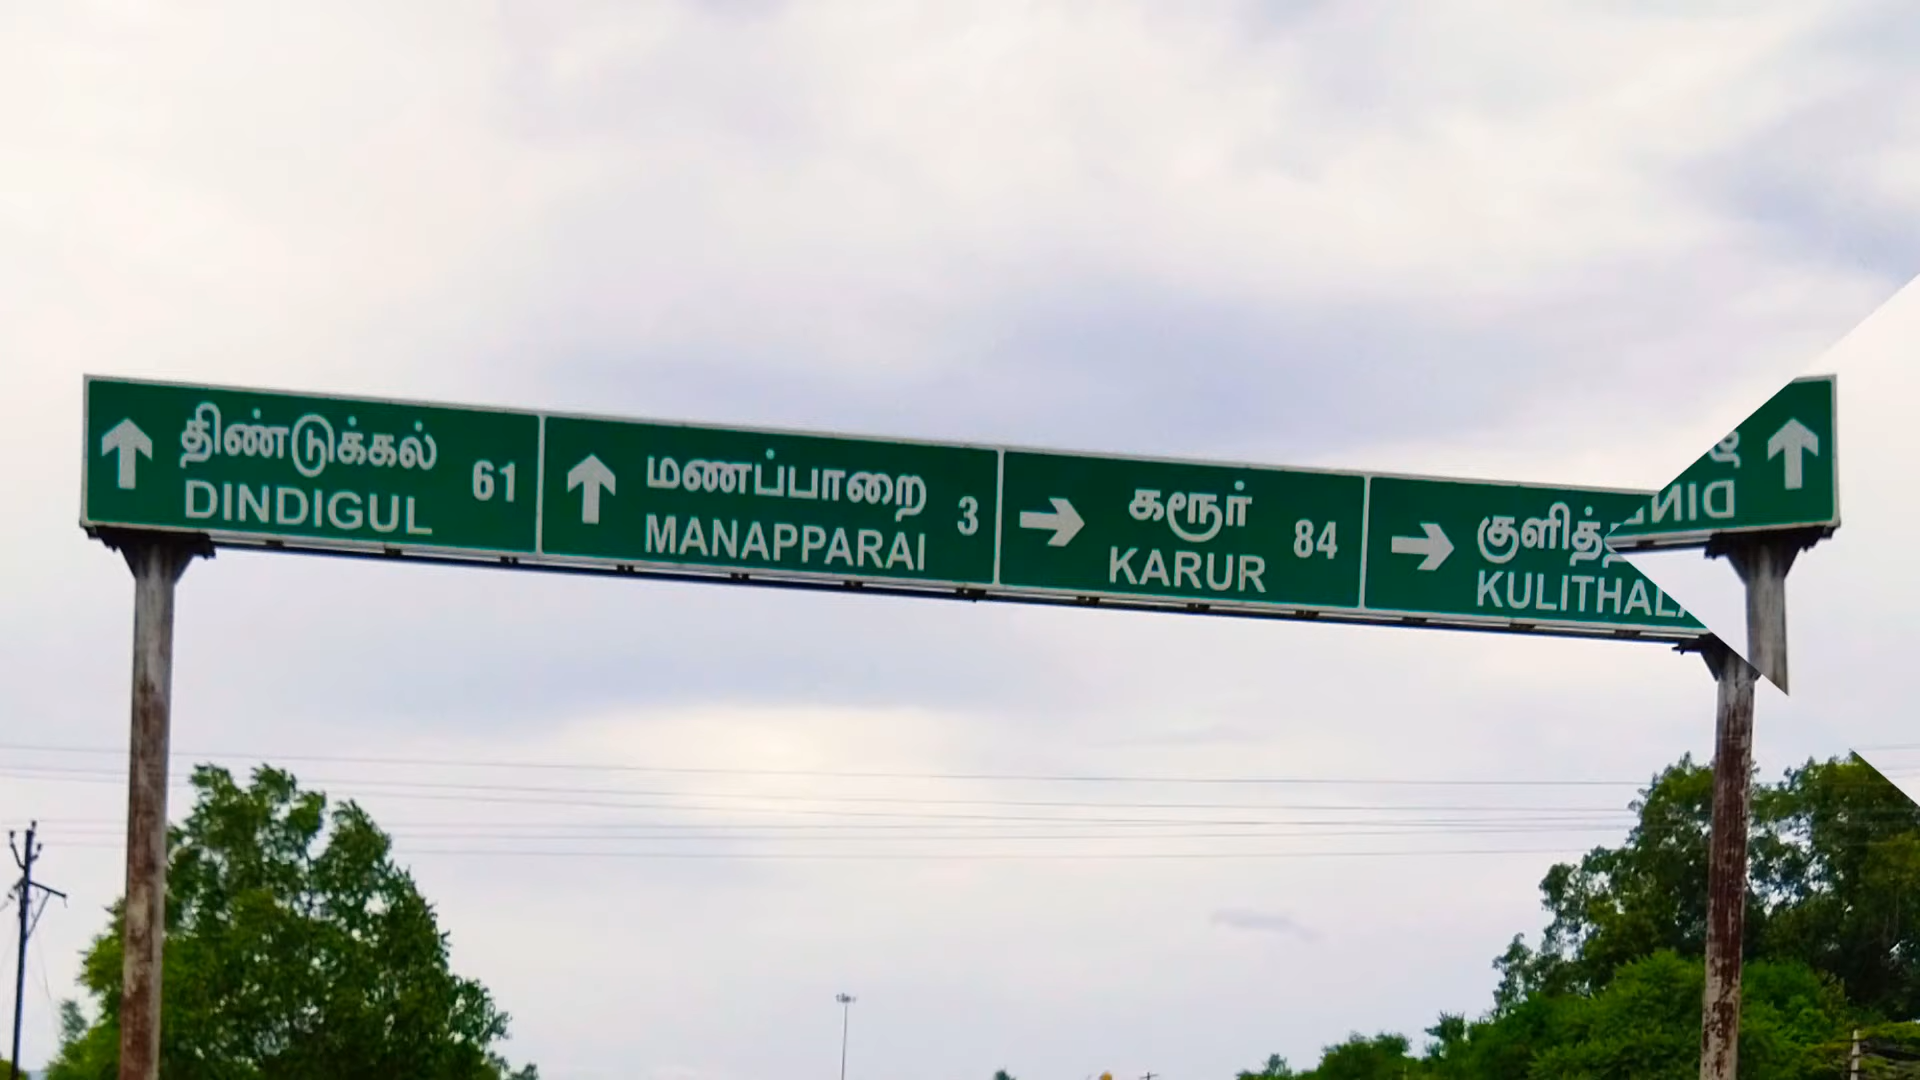 திண்டுக்கல் 61
DINDIGUL
மணப்பாறை 3
MANAPPARAI
கரூர் 84
KARUR